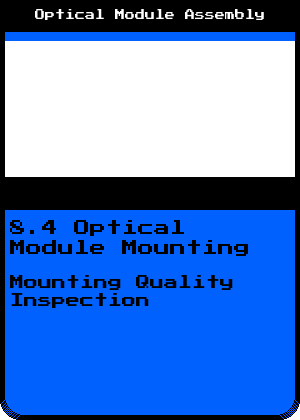 Optical Module Assembly
8.4 Optical
Module Mounting
Mounting Quality
Inspection